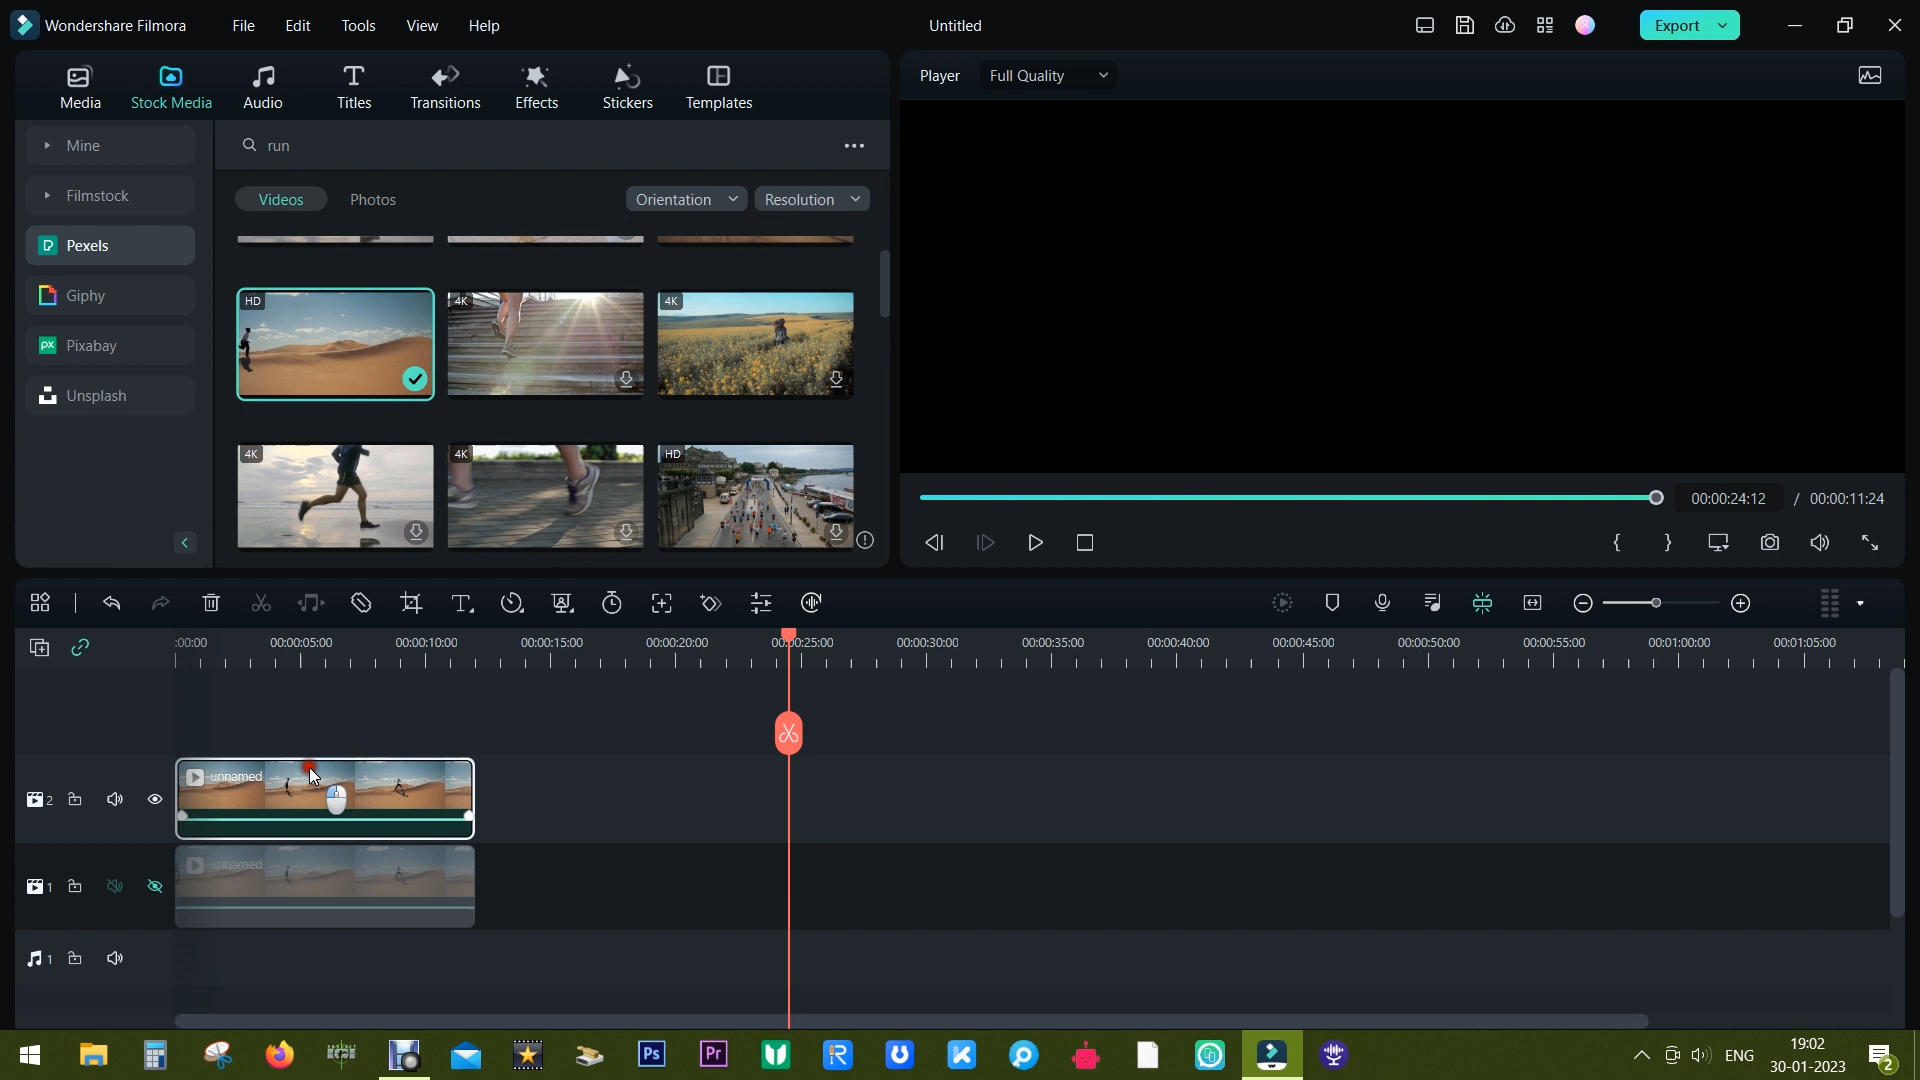 Wondershare Filmora File Edit Tools View Help Untitled Export
Media Stock Media Audio Titles Transitions Effects Stickers Templates
Player Full Quality
Mine
run
Filmstock
Videos Photos Orientation Resolution
Pexels
Giphy
HD 4K 4K
px Pixabay
Unsplash
4K 4K HD
00:00:24:12 / 00:00:11:24
:00:00 00:00:05:00 00:00:10:00 00:00:15:00 00:00:20:00 00:00:25:00 00:00:30:00 00:00:35:00 00:00:40:00 00:00:45:00 00:00:50:00 00:00:55:00 00:01:00:00 00:01:05:00
unnamed
2
unnamed
1
1
Ps Pr ENG
19:02
30-01-2023
2